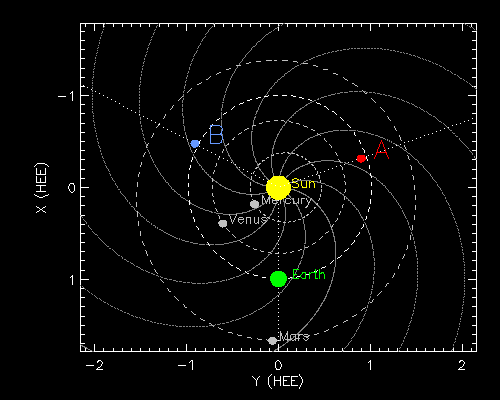 B
A
Sun
Mercury
Venus
Earth
Mars
X (HEE)
-1
0
1
-2
-1
0
1
2
Y (HEE)